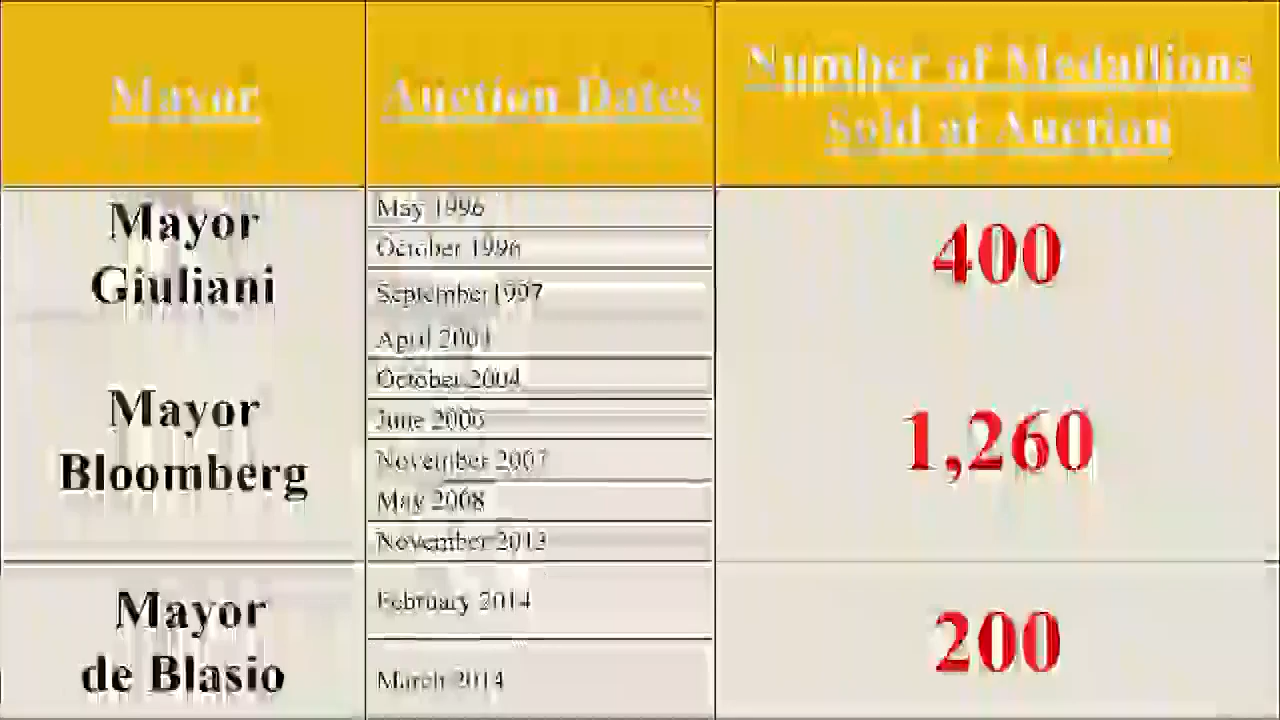 Mayor
Auction Dates
Number of Medallions
Sold at Auction
Mayor
Giuliani
May 1996
October 1996
September 1997
400
Mayor
Bloomberg
April 2004
October 2004
June 2006
November 2007
May 2008
November 2013
1,260
Mayor
de Blasio
February 2014
March 2014
200